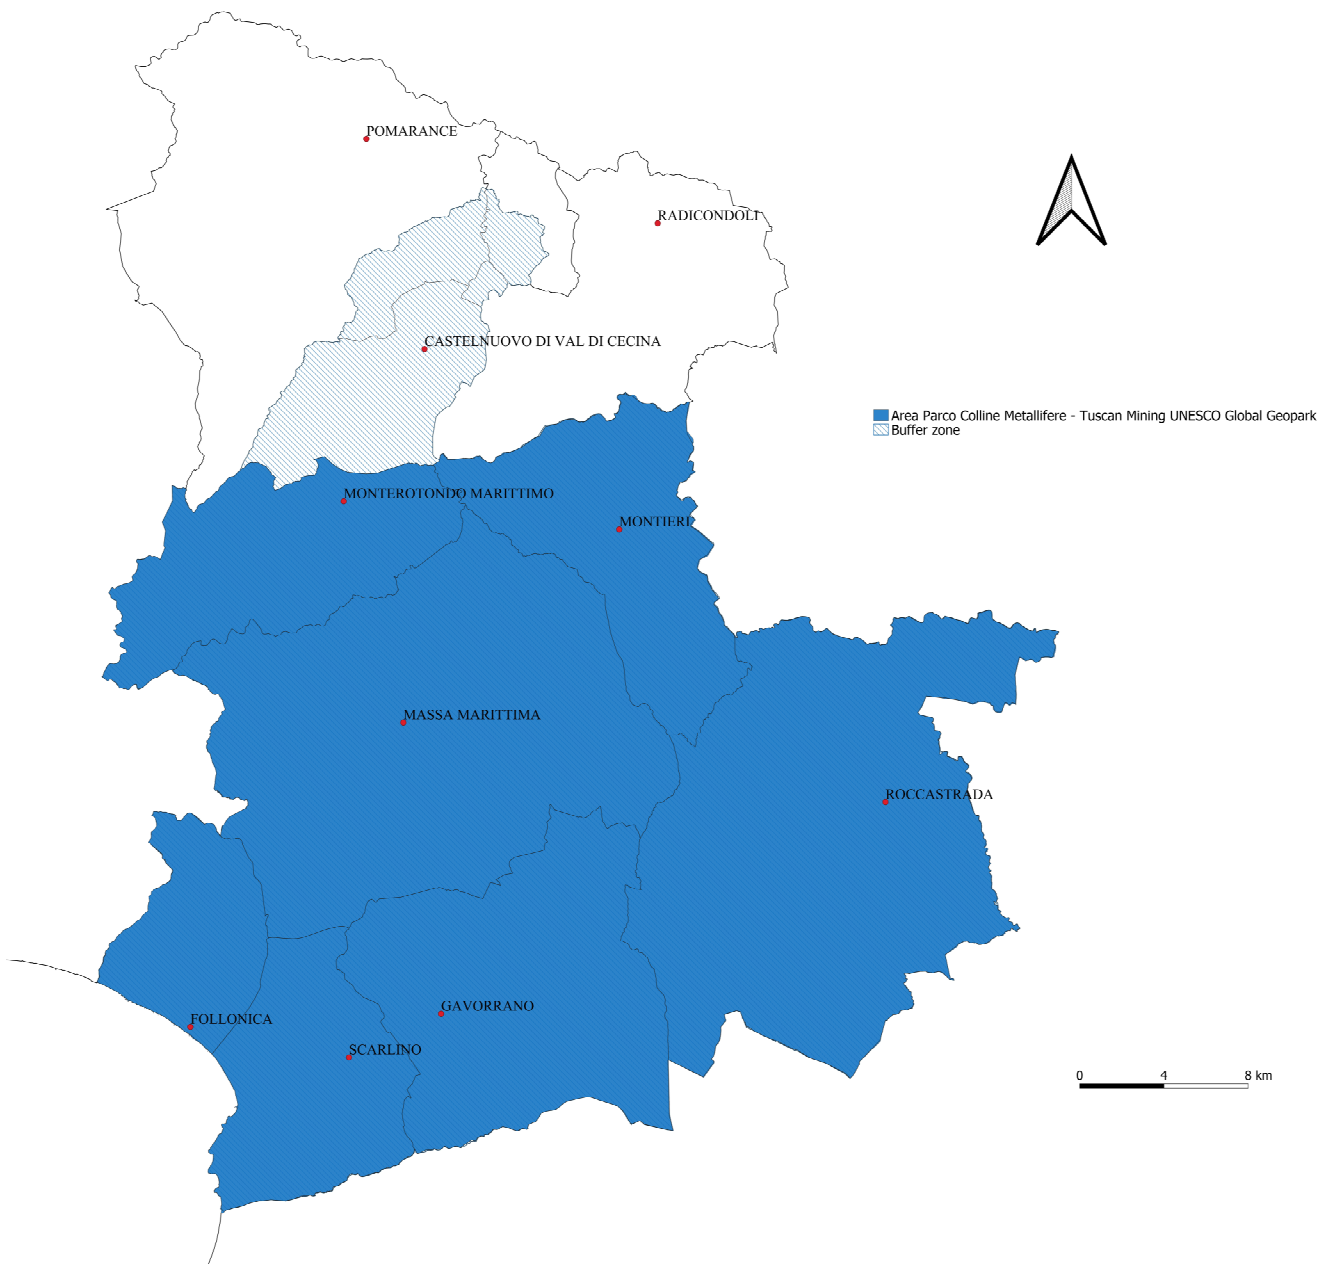 POMARANCE
RADICONDOLI
CASTELNUOVO DI VAL DI CECINA
Area Parco Colline Metallifere - Tuscan Mining UNESCO Global Geopark
Buffer zone
MONTEROTONDO MARITTIMO
MONTIERI
MASSA MARITTIMA
ROCCASTRADA
GAVORRANO
FOLLONICA
SCARLINO
0 4 8 km